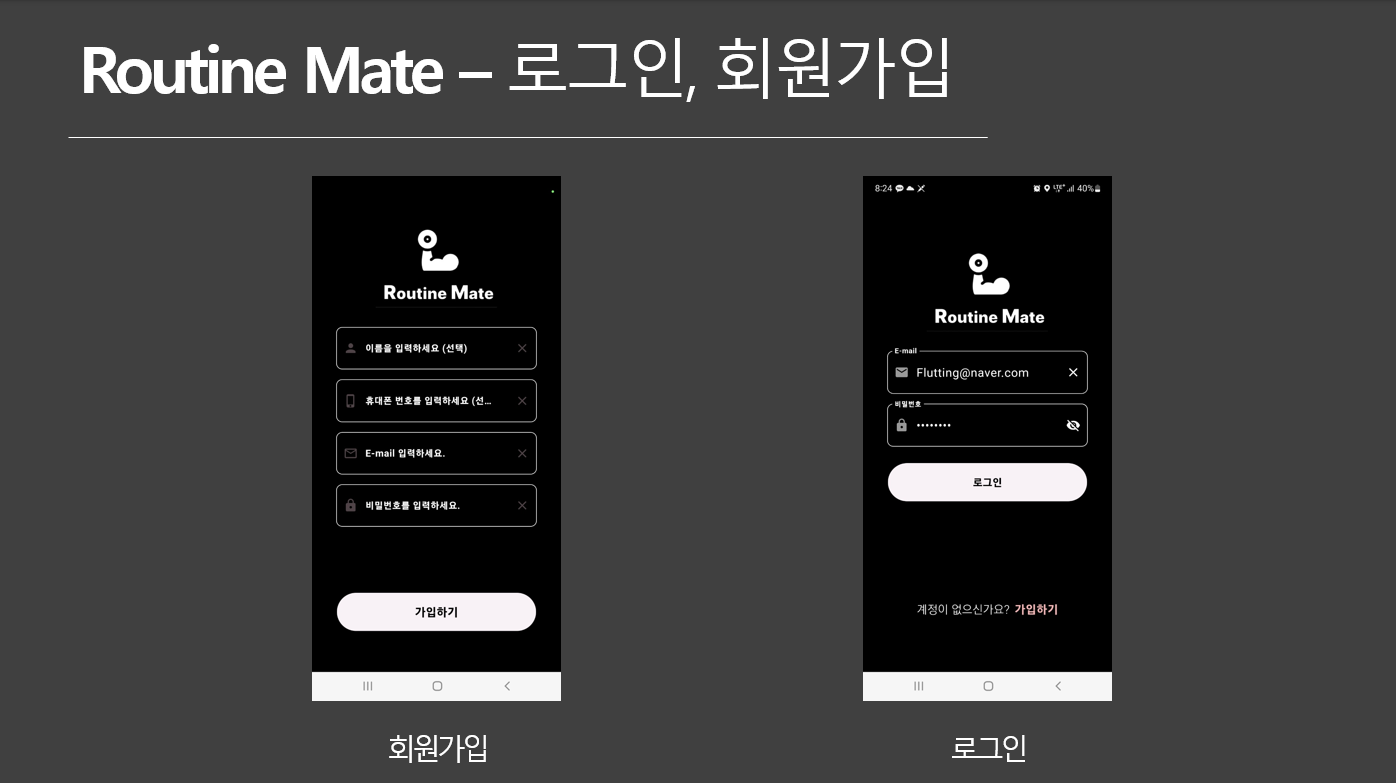 Routine Mate – 로그인, 회원가입
Routine Mate
이름을 입력하세요 (선택)
휴대폰 번호를 입력하세요 (선...
E-mail 입력하세요.
비밀번호를 입력하세요.
가입하기
회원가입
8:24
LTE+
40%
Routine Mate
E-mail
Flutting@naver.com
비밀번호
••••••••
로그인
계정이 없으신가요? 가입하기
로그인